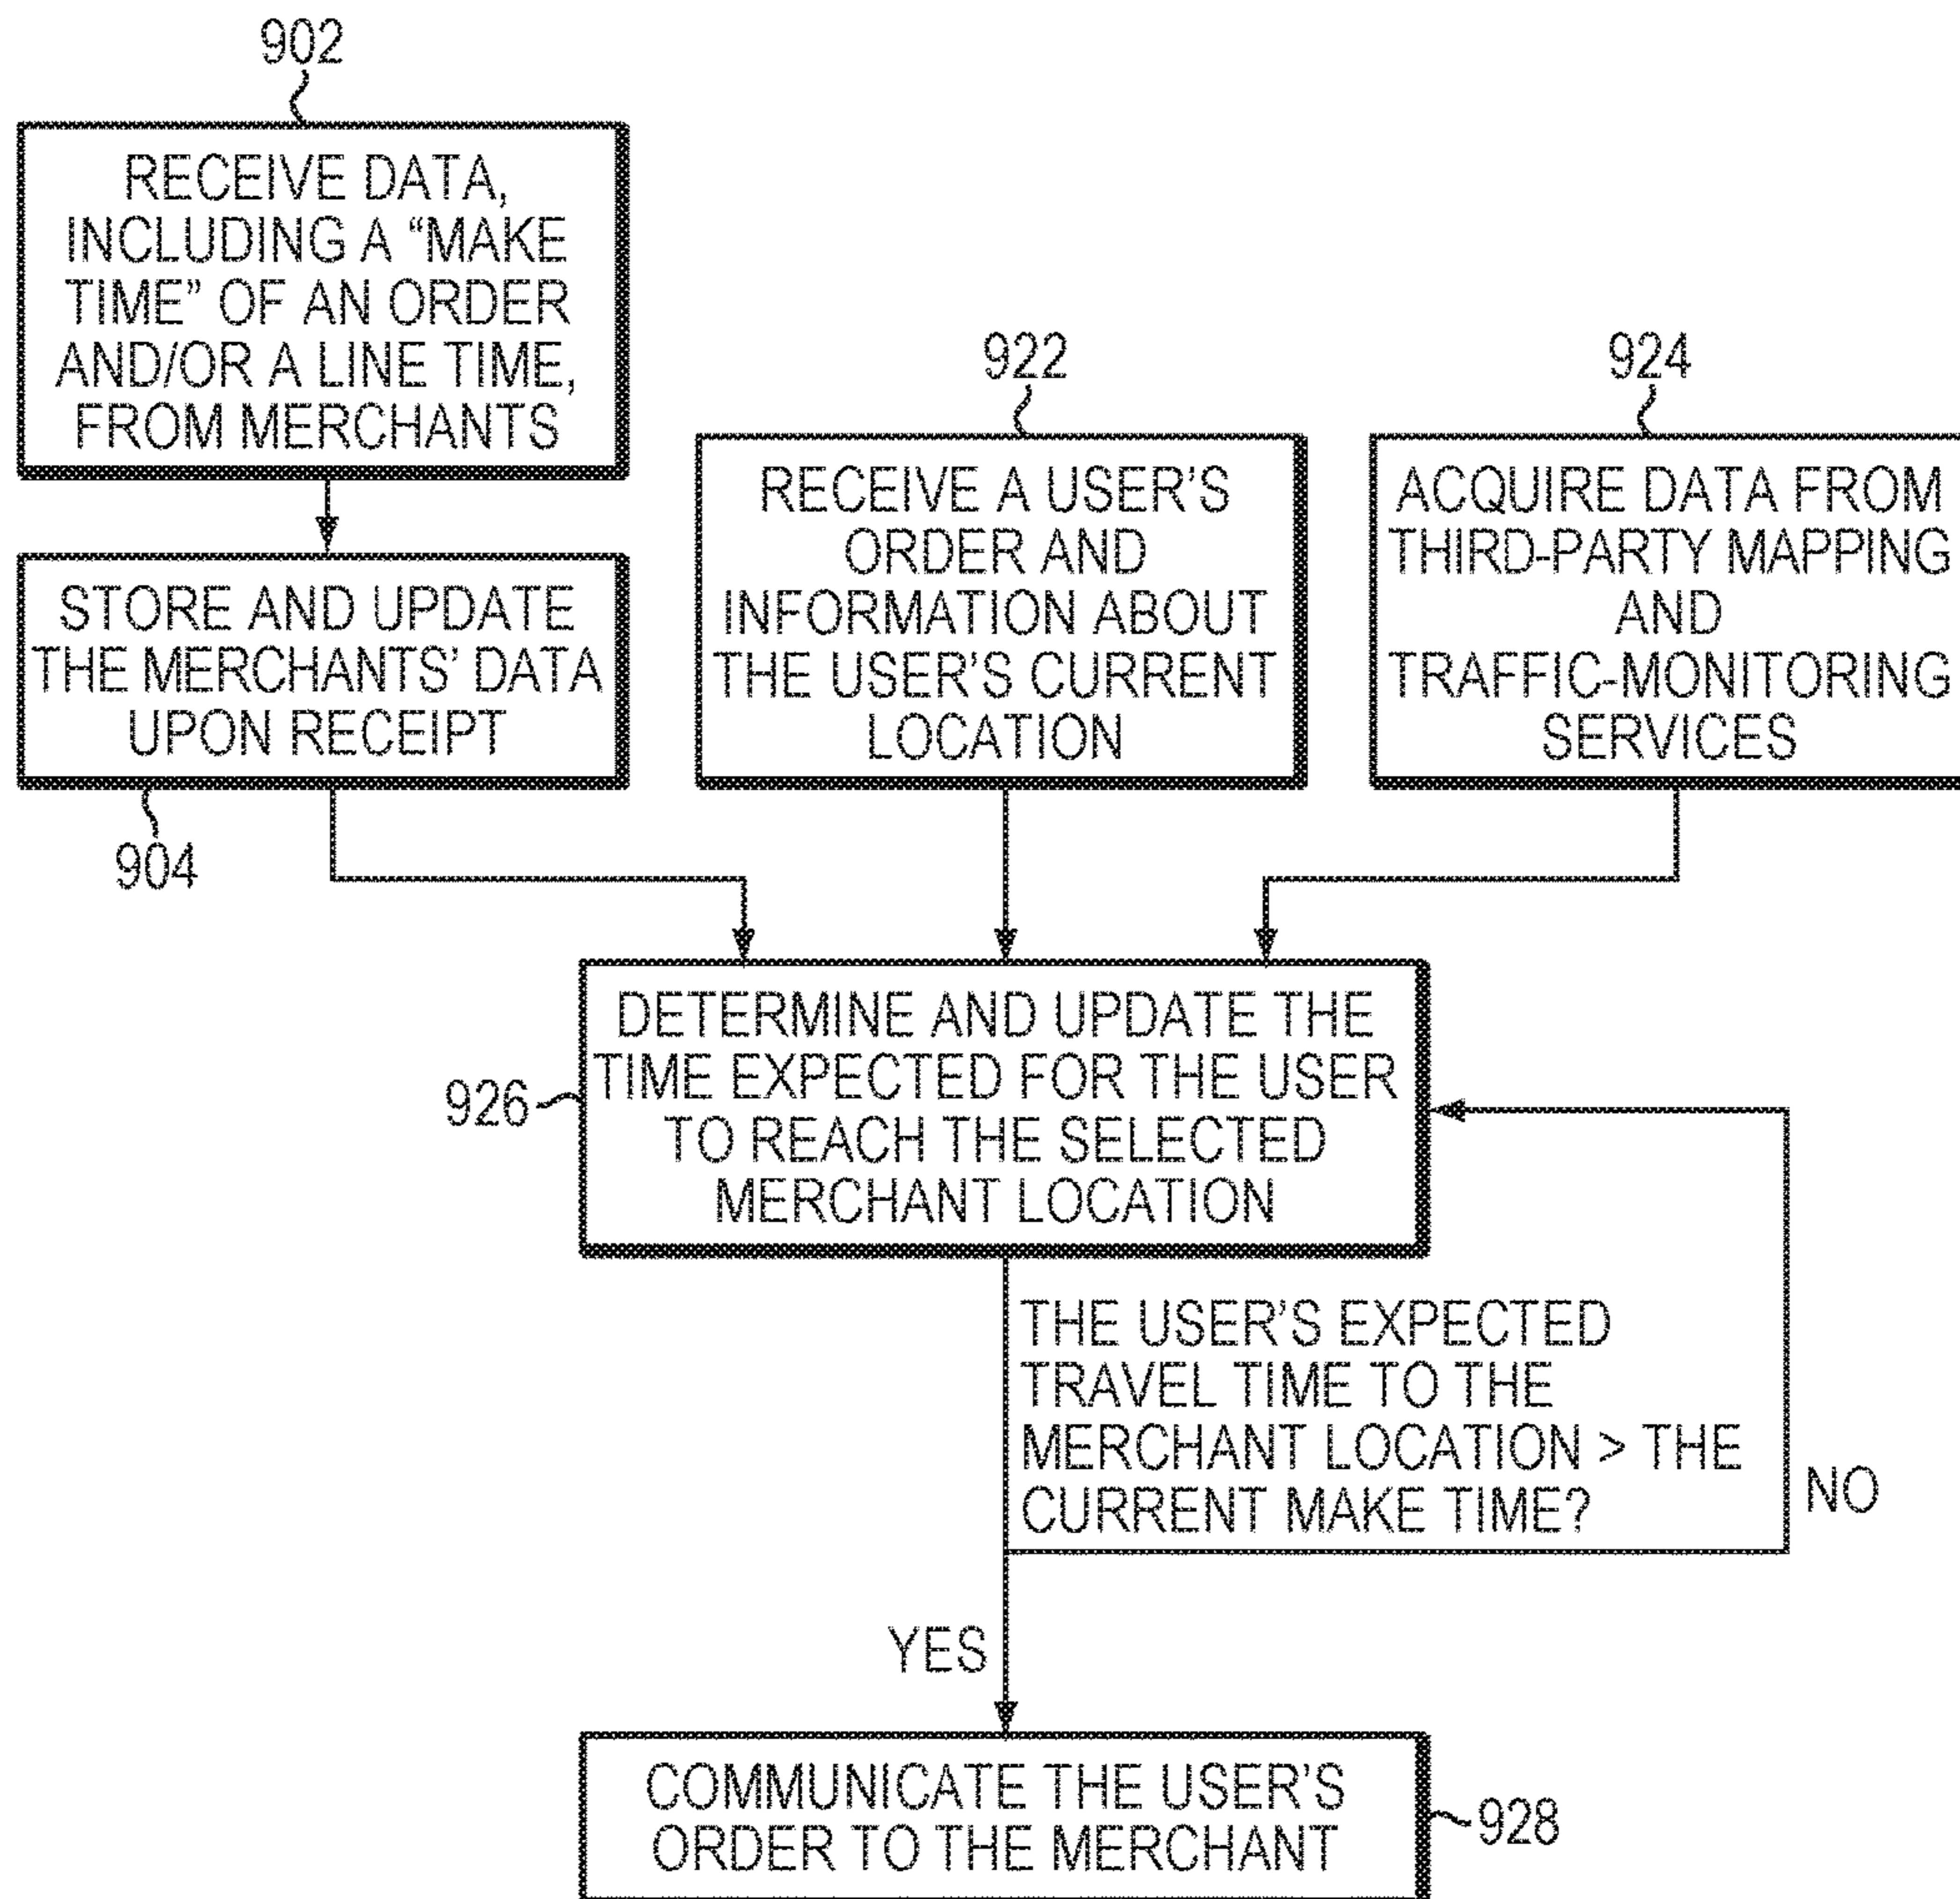 902
RECEIVE DATA,
INCLUDING A “MAKE
TIME” OF AN ORDER
AND/OR A LINE TIME,
FROM MERCHANTS
STORE AND UPDATE
THE MERCHANTS’ DATA
UPON RECEIPT
904
922
RECEIVE A USER’S
ORDER AND
INFORMATION ABOUT
THE USER’S CURRENT
LOCATION
924
ACQUIRE DATA FROM
THIRD-PARTY MAPPING
AND
TRAFFIC-MONITORING
SERVICES
926
DETERMINE AND UPDATE THE
TIME EXPECTED FOR THE USER
TO REACH THE SELECTED
MERCHANT LOCATION
THE USER’S EXPECTED
TRAVEL TIME TO THE
MERCHANT LOCATION > THE
CURRENT MAKE TIME?
NO
YES
COMMUNICATE THE USER’S
ORDER TO THE MERCHANT
928